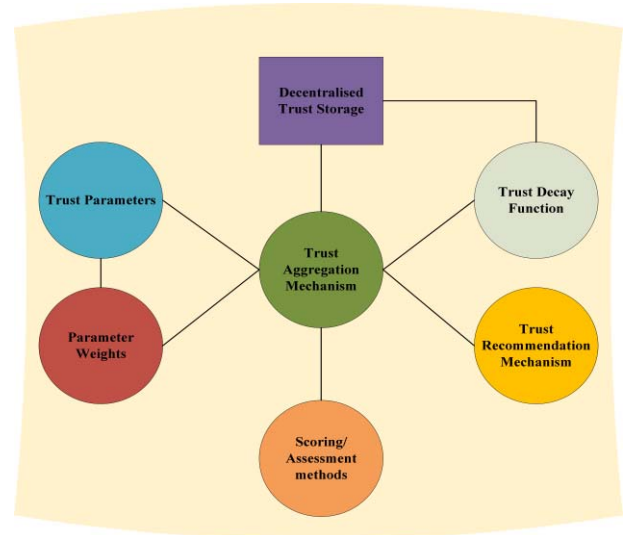 Decentralised
Trust Storage
Trust Parameters
Trust Decay
Function
Trust
Aggregation
Mechanism
Parameter
Weights
Trust
Recommendation
Mechanism
Scoring/
Assessment
methods